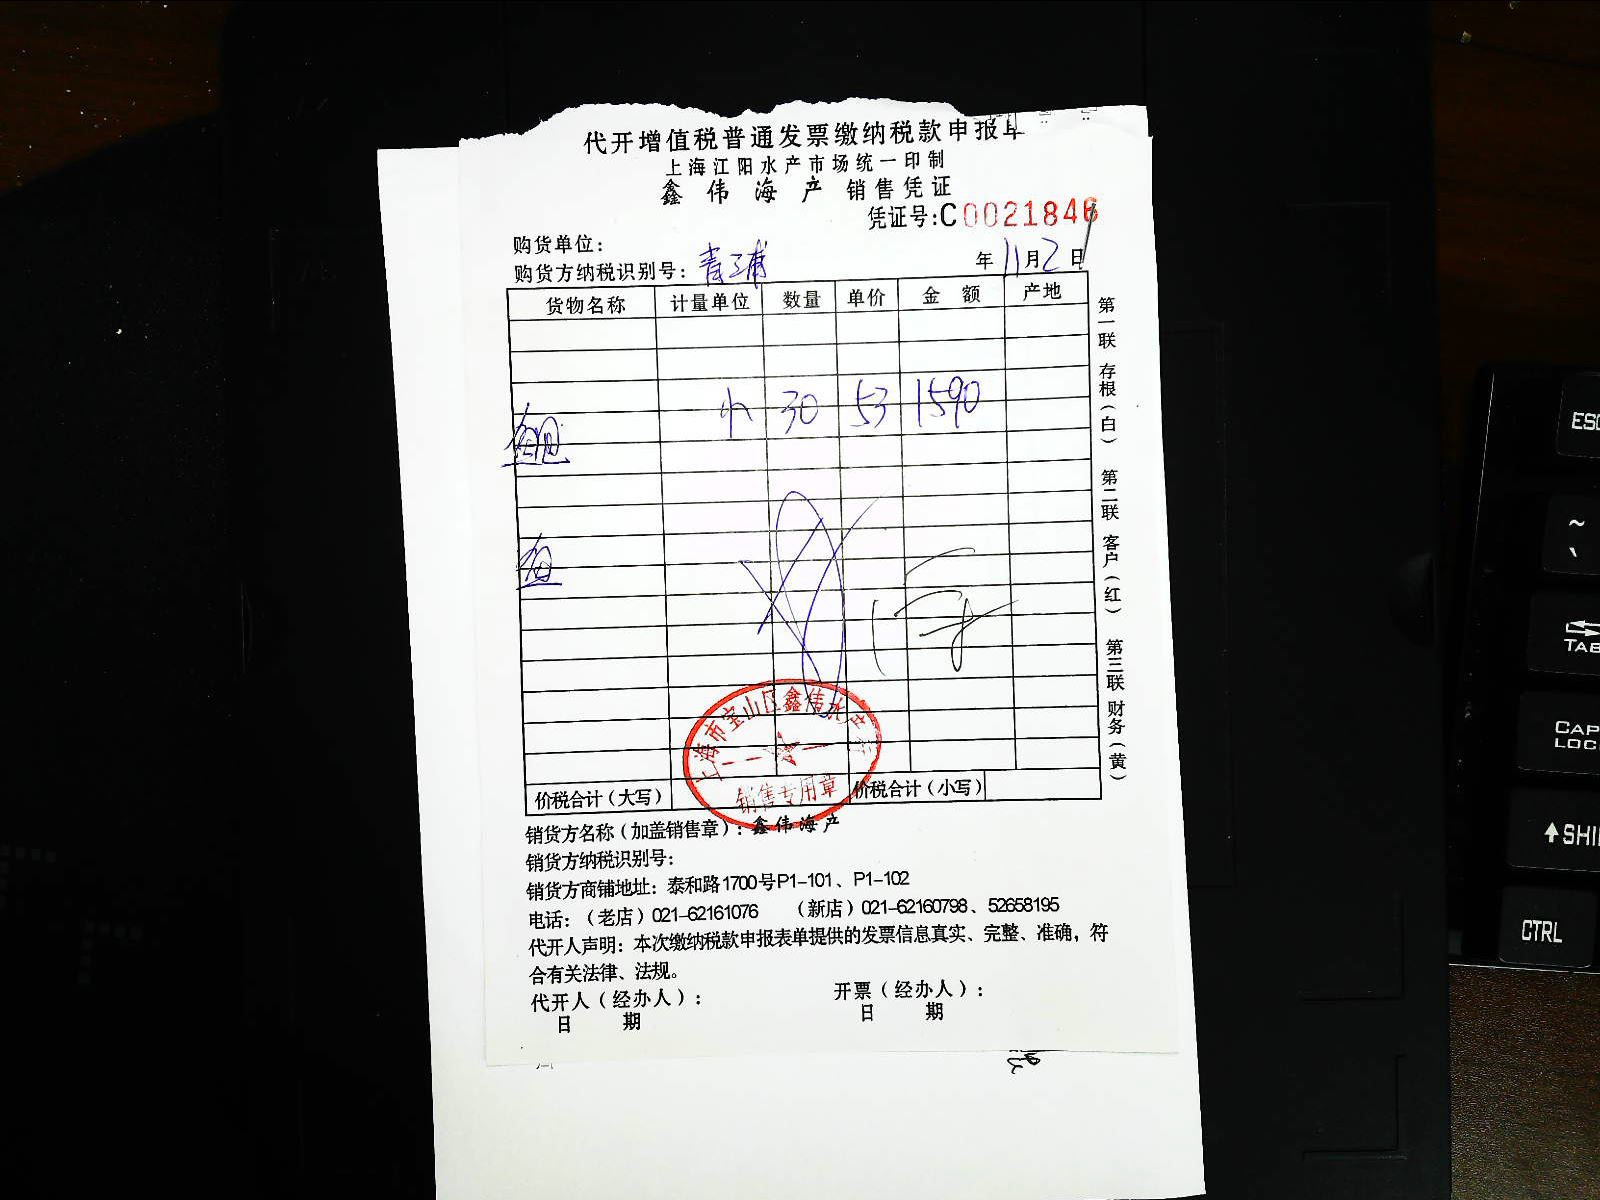 代开增值税普通发票缴纳税款申报单
上海江阳水产市场统一印制
鑫伟海产 销售凭证
凭证号:C0021846
购货单位:
购货方纳税识别号: 青浦
年11月2日
货物名称 计量单位 数量 单价 金 额 产地
30 53 1590
价税合计(大写) 价税合计(小写)
上海市宝山区鑫伟水产行
销售专用章
销货方名称(加盖销售章): 鑫伟海产
销货方纳税识别号:
销货方商铺地址: 泰和路1700号P1-101、P1-102
电话:(老店)021-62161076 (新店)021-62160798、52658195
代开人声明: 本次缴纳税款申报表单提供的发票信息真实、完整、准确, 符
合有关法律、法规。
代开人(经办人): 开票(经办人):
日 期 日 期
第一联 存根(白) 第二联 客户(红) 第三联 财务(黄)
ESC
~
`
TAB
CAP
LOC
SHI
CTRL